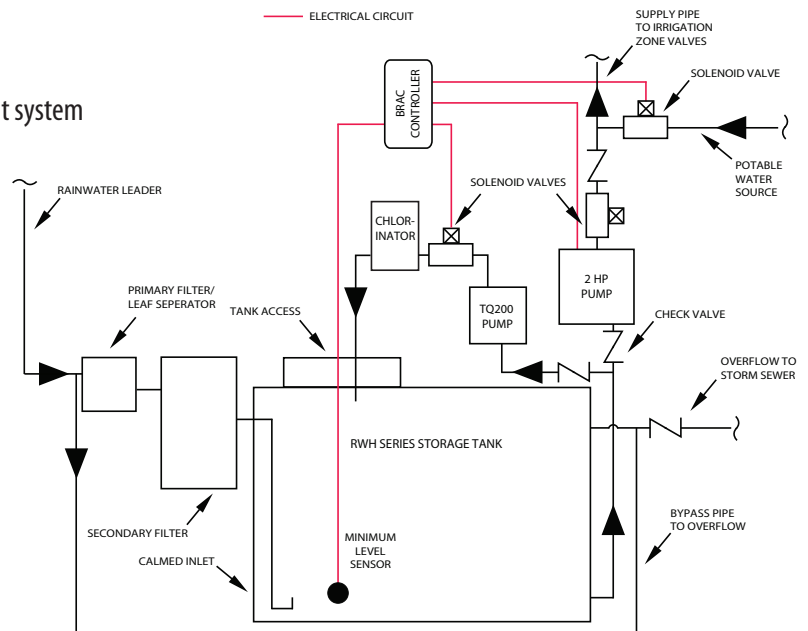 ELECTRICAL CIRCUIT
SUPPLY PIPE
TO IRRIGATION
ZONE VALVES
SOLENOID VALVE
BRAC
CONTROLLER
t system
POTABLE
WATER
SOURCE
RAINWATER LEADER
SOLENOID VALVES
CHLOR-
INATOR
2 HP
PUMP
PRIMARY FILTER/
LEAF SEPERATOR
TANK ACCESS
TQ200
PUMP
CHECK VALVE
OVERFLOW TO
STORM SEWER
RWH SERIES STORAGE TANK
SECONDARY FILTER
CALMED INLET
MINIMUM
LEVEL
SENSOR
BYPASS PIPE
TO OVERFLOW